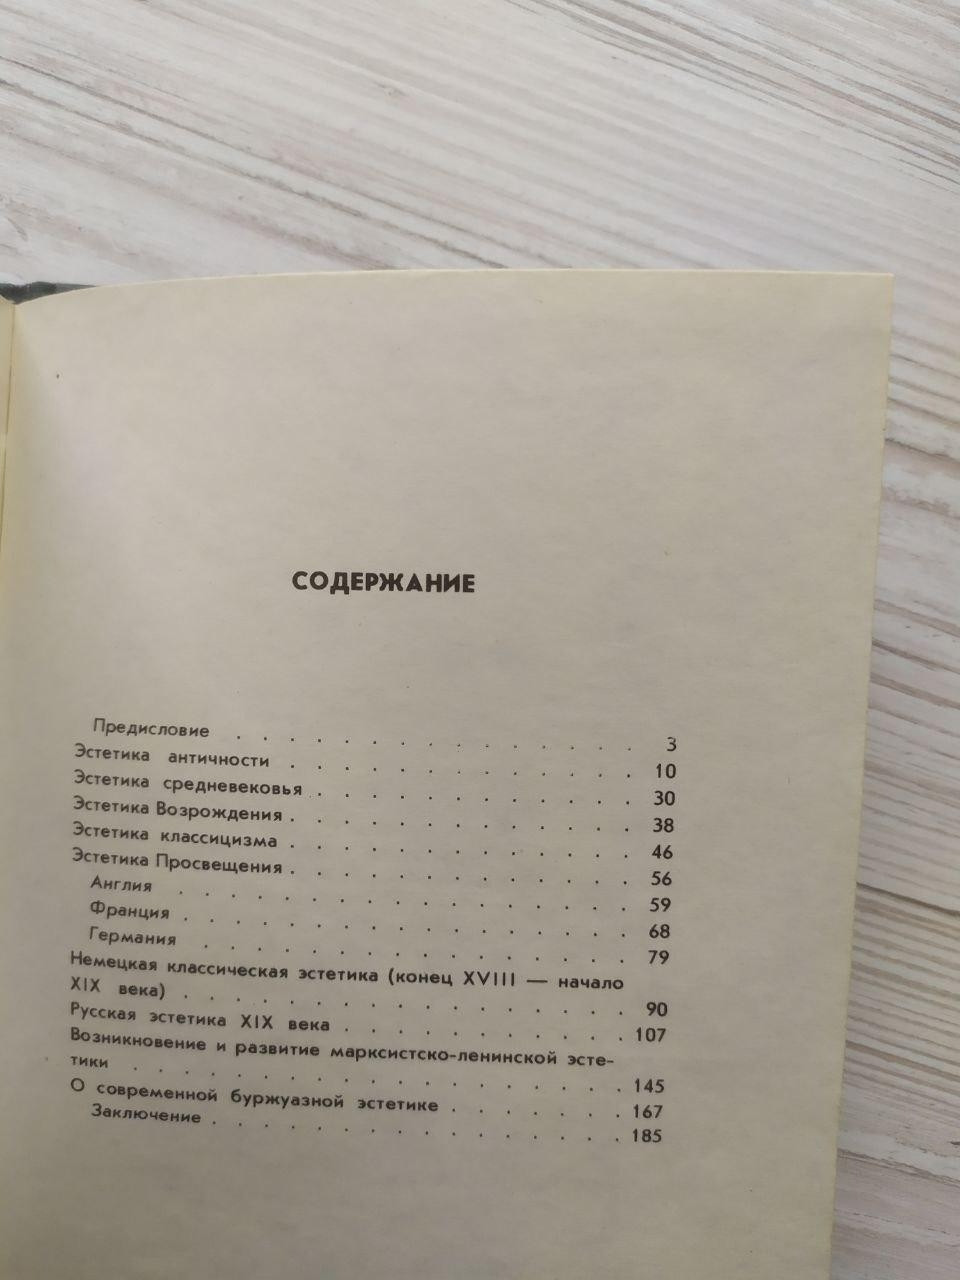 СОДЕРЖАНИЕ
Предисловие . . . . . . . . . . . . . . . 3
Эстетика античности . . . . . . . . . . . . . 10
Эстетика средневековья . . . . . . . . . . . . 30
Эстетика Возрождения . . . . . . . . . . . . . 38
Эстетика классицизма . . . . . . . . . . . . . 46
Эстетика Просвещения . . . . . . . . . . . . . 56
Англия . . . . . . . . . . . . . . . . . 59
Франция . . . . . . . . . . . . . . . . . 68
Германия . . . . . . . . . . . . . . . . 79
Немецкая классическая эстетика (конец XVIII — начало
XIX века) . . . . . . . . . . . . . . . . . 90
Русская эстетика XIX века . . . . . . . . . . . 107
Возникновение и развитие марксистско-ленинской эсте-
тики . . . . . . . . . . . . . . . . . . . 145
О современной буржуазной эстетике . . . . . . . 167
Заключение . . . . . . . . . . . . . . . . 185